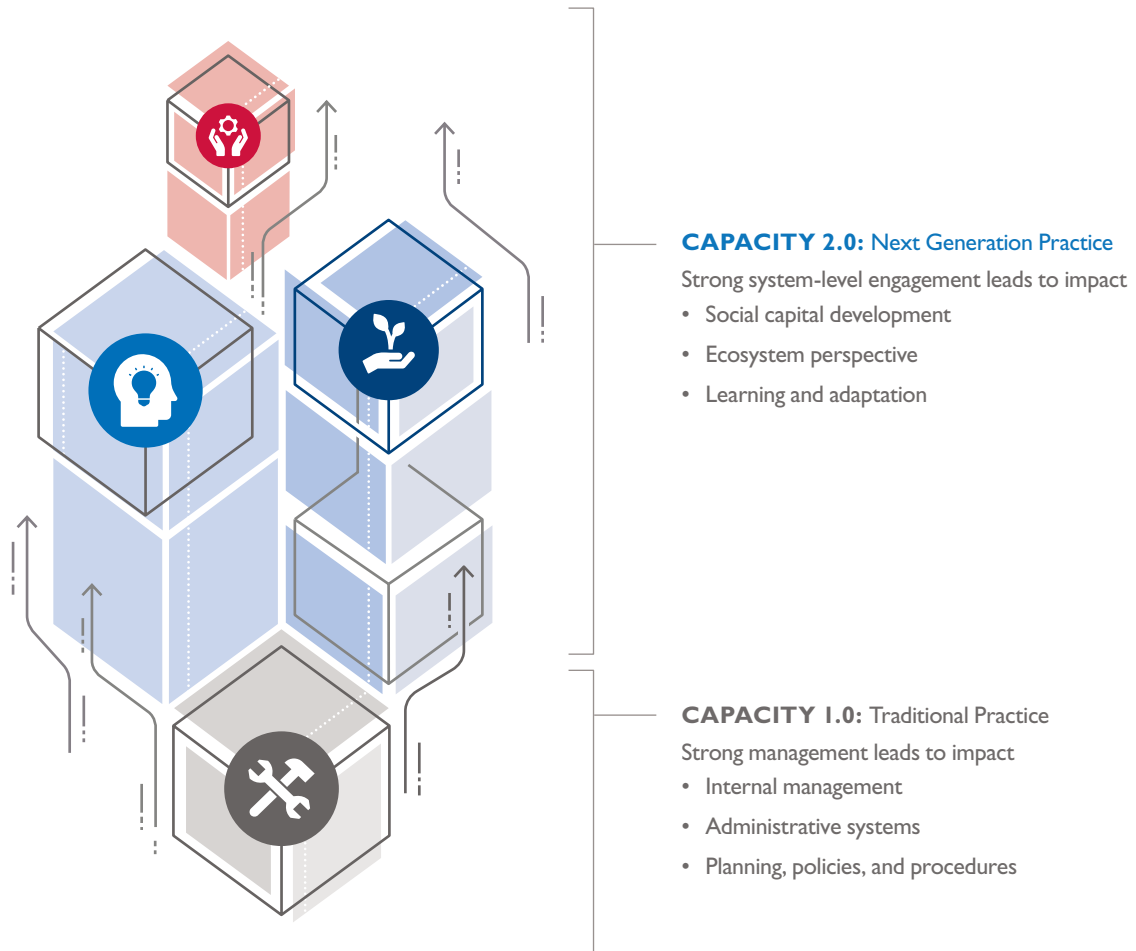 CAPACITY 2.0: Next Generation Practice
Strong system-level engagement leads to impact
• Social capital development
• Ecosystem perspective
• Learning and adaptation
CAPACITY 1.0: Traditional Practice
Strong management leads to impact
• Internal management
• Administrative systems
• Planning, policies, and procedures